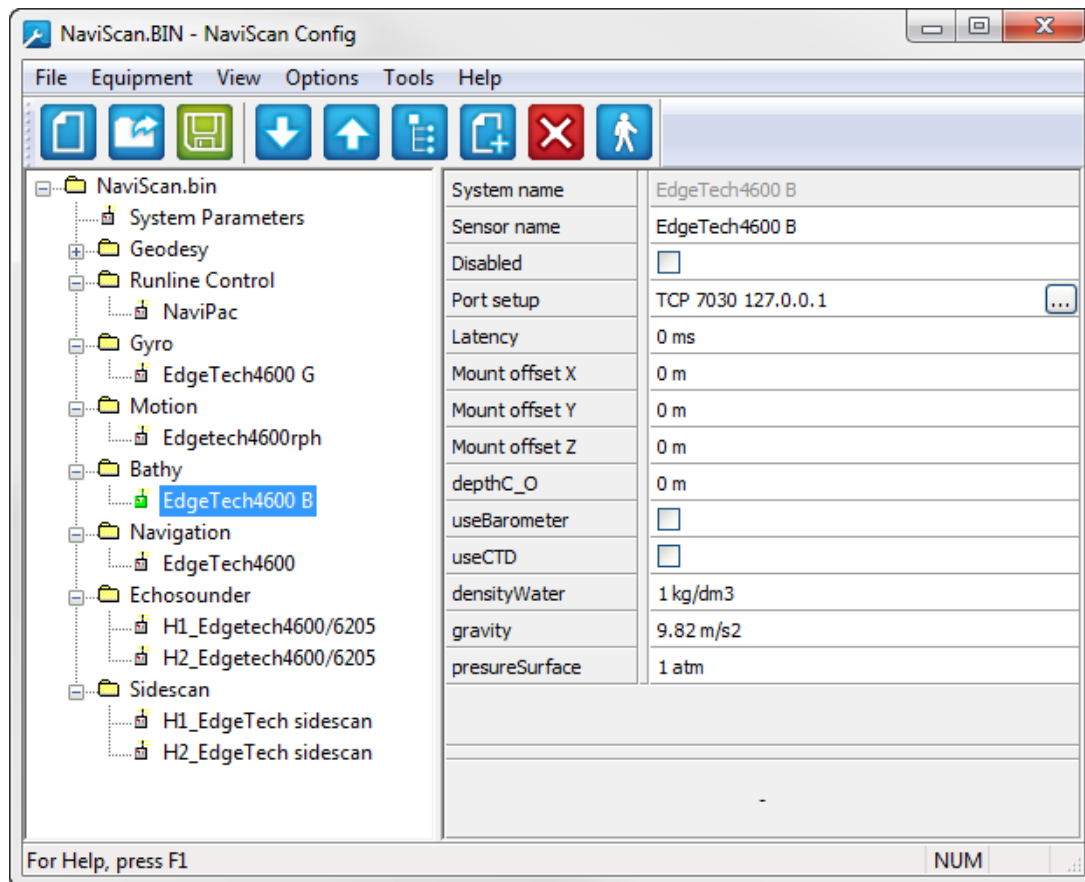 NaviScan.BIN - NaviScan Config
File Equipment View Options Tools Help
NaviScan.bin
System Parameters
Geodesy
Runline Control
NaviPac
Gyro
EdgeTech4600 G
Motion
Edgetech4600rph
Bathy
EdgeTech4600 B
Navigation
EdgeTech4600
Echosounder
H1_Edgetech4600/6205
H2_Edgetech4600/6205
Sidescan
H1_EdgeTech sidescan
H2_EdgeTech sidescan
System name EdgeTech4600 B
Sensor name EdgeTech4600 B
Disabled
Port setup TCP 7030 127.0.0.1 ...
Latency 0 ms
Mount offset X 0 m
Mount offset Y 0 m
Mount offset Z 0 m
depthC_O 0 m
useBarometer
useCTD
densityWater 1 kg/dm3
gravity 9.82 m/s2
presureSurface 1 atm
-
For Help, press F1 NUM